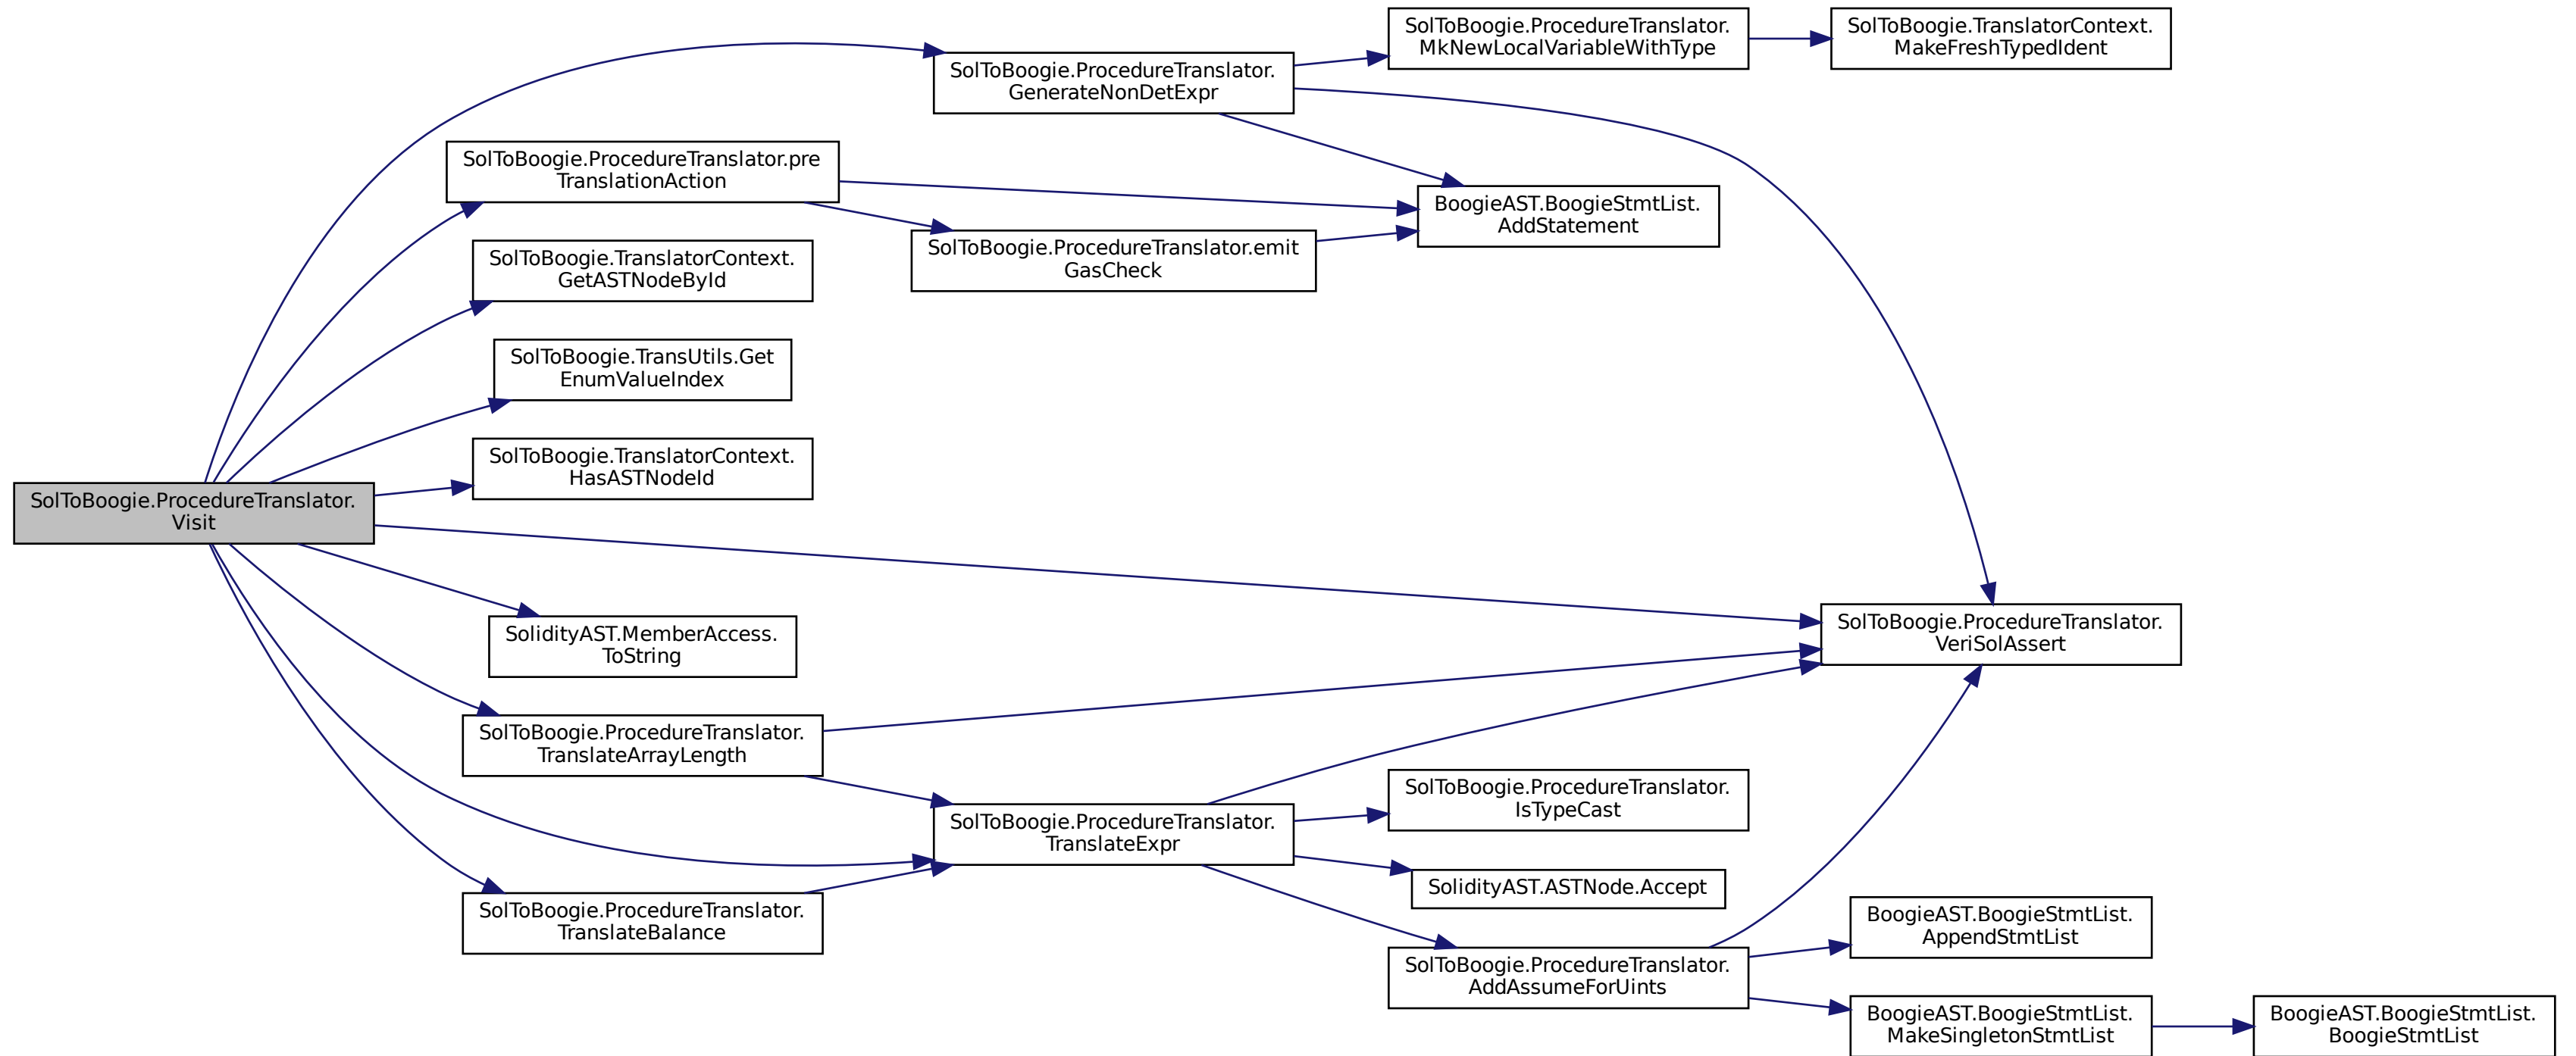 SolToBoogie.ProcedureTranslator.
Visit
SolToBoogie.ProcedureTranslator.
GenerateNonDetExpr
SolToBoogie.ProcedureTranslator.
MkNewLocalVariableWithType
SolToBoogie.TranslatorContext.
MakeFreshTypedIdent
SolToBoogie.ProcedureTranslator.pre
TranslationAction
BoogieAST.BoogieStmtList.
AddStatement
SolToBoogie.ProcedureTranslator.emit
GasCheck
SolToBoogie.TranslatorContext.
GetASTNodeById
SolToBoogie.TransUtils.Get
EnumValueIndex
SolToBoogie.TranslatorContext.
HasASTNodeId
SolToBoogie.ProcedureTranslator.
VeriSolAssert
SolidityAST.MemberAccess.
ToString
SolToBoogie.ProcedureTranslator.
TranslateArrayLength
SolToBoogie.ProcedureTranslator.
TranslateExpr
SolToBoogie.ProcedureTranslator.
IsTypeCast
SolidityAST.ASTNode.Accept
SolToBoogie.ProcedureTranslator.
TranslateBalance
SolToBoogie.ProcedureTranslator.
AddAssumeForUints
BoogieAST.BoogieStmtList.
AppendStmtList
BoogieAST.BoogieStmtList.
MakeSingletonStmtList
BoogieAST.BoogieStmtList.
BoogieStmtList